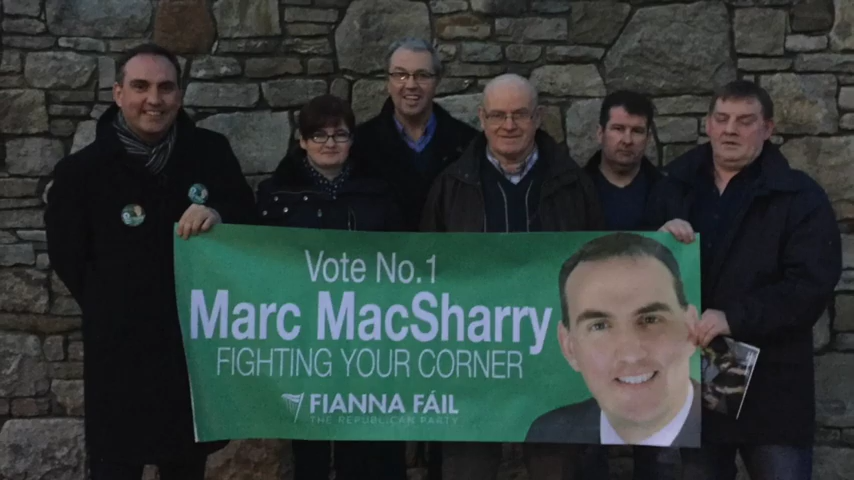 Vote No.1
Marc MacSharry
FIGHTING YOUR CORNER
FIANNA FÁIL
THE REPUBLICAN PARTY